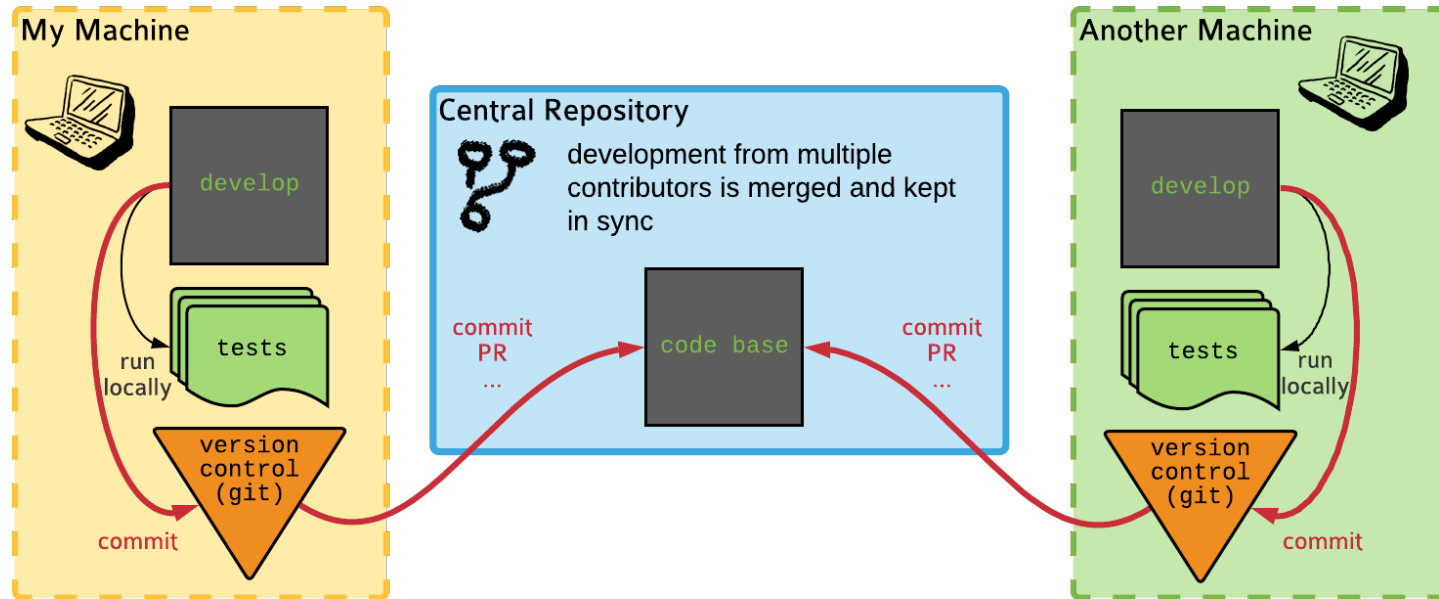 My Machine
develop
tests
run
locally
version
control
(git)
commit
Central Repository
development from multiple
contributors is merged and kept
in sync
commit
PR
...
code base
commit
PR
...
Another Machine
develop
tests
run
locally
version
control
(git)
commit